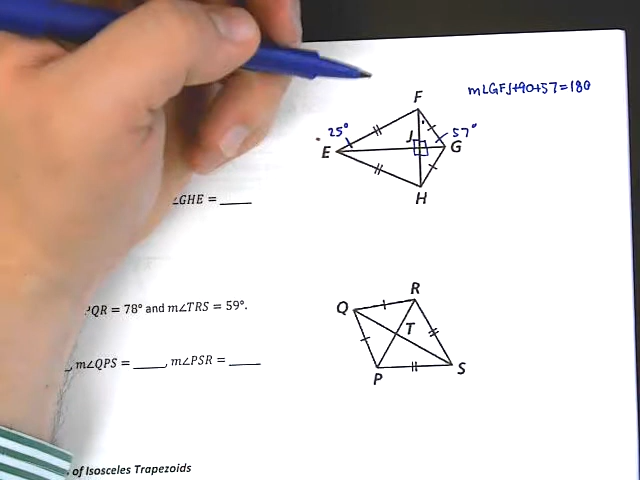 F
m∠GFJ+90+57=180
25°
J
57°
E
G
H
∠GHE = ____
R
Q
QR = 78° and m∠TRS = 59°.
T
, m∠QPS = ____, m∠PSR = ____
S
P
of Isosceles Trapezoids